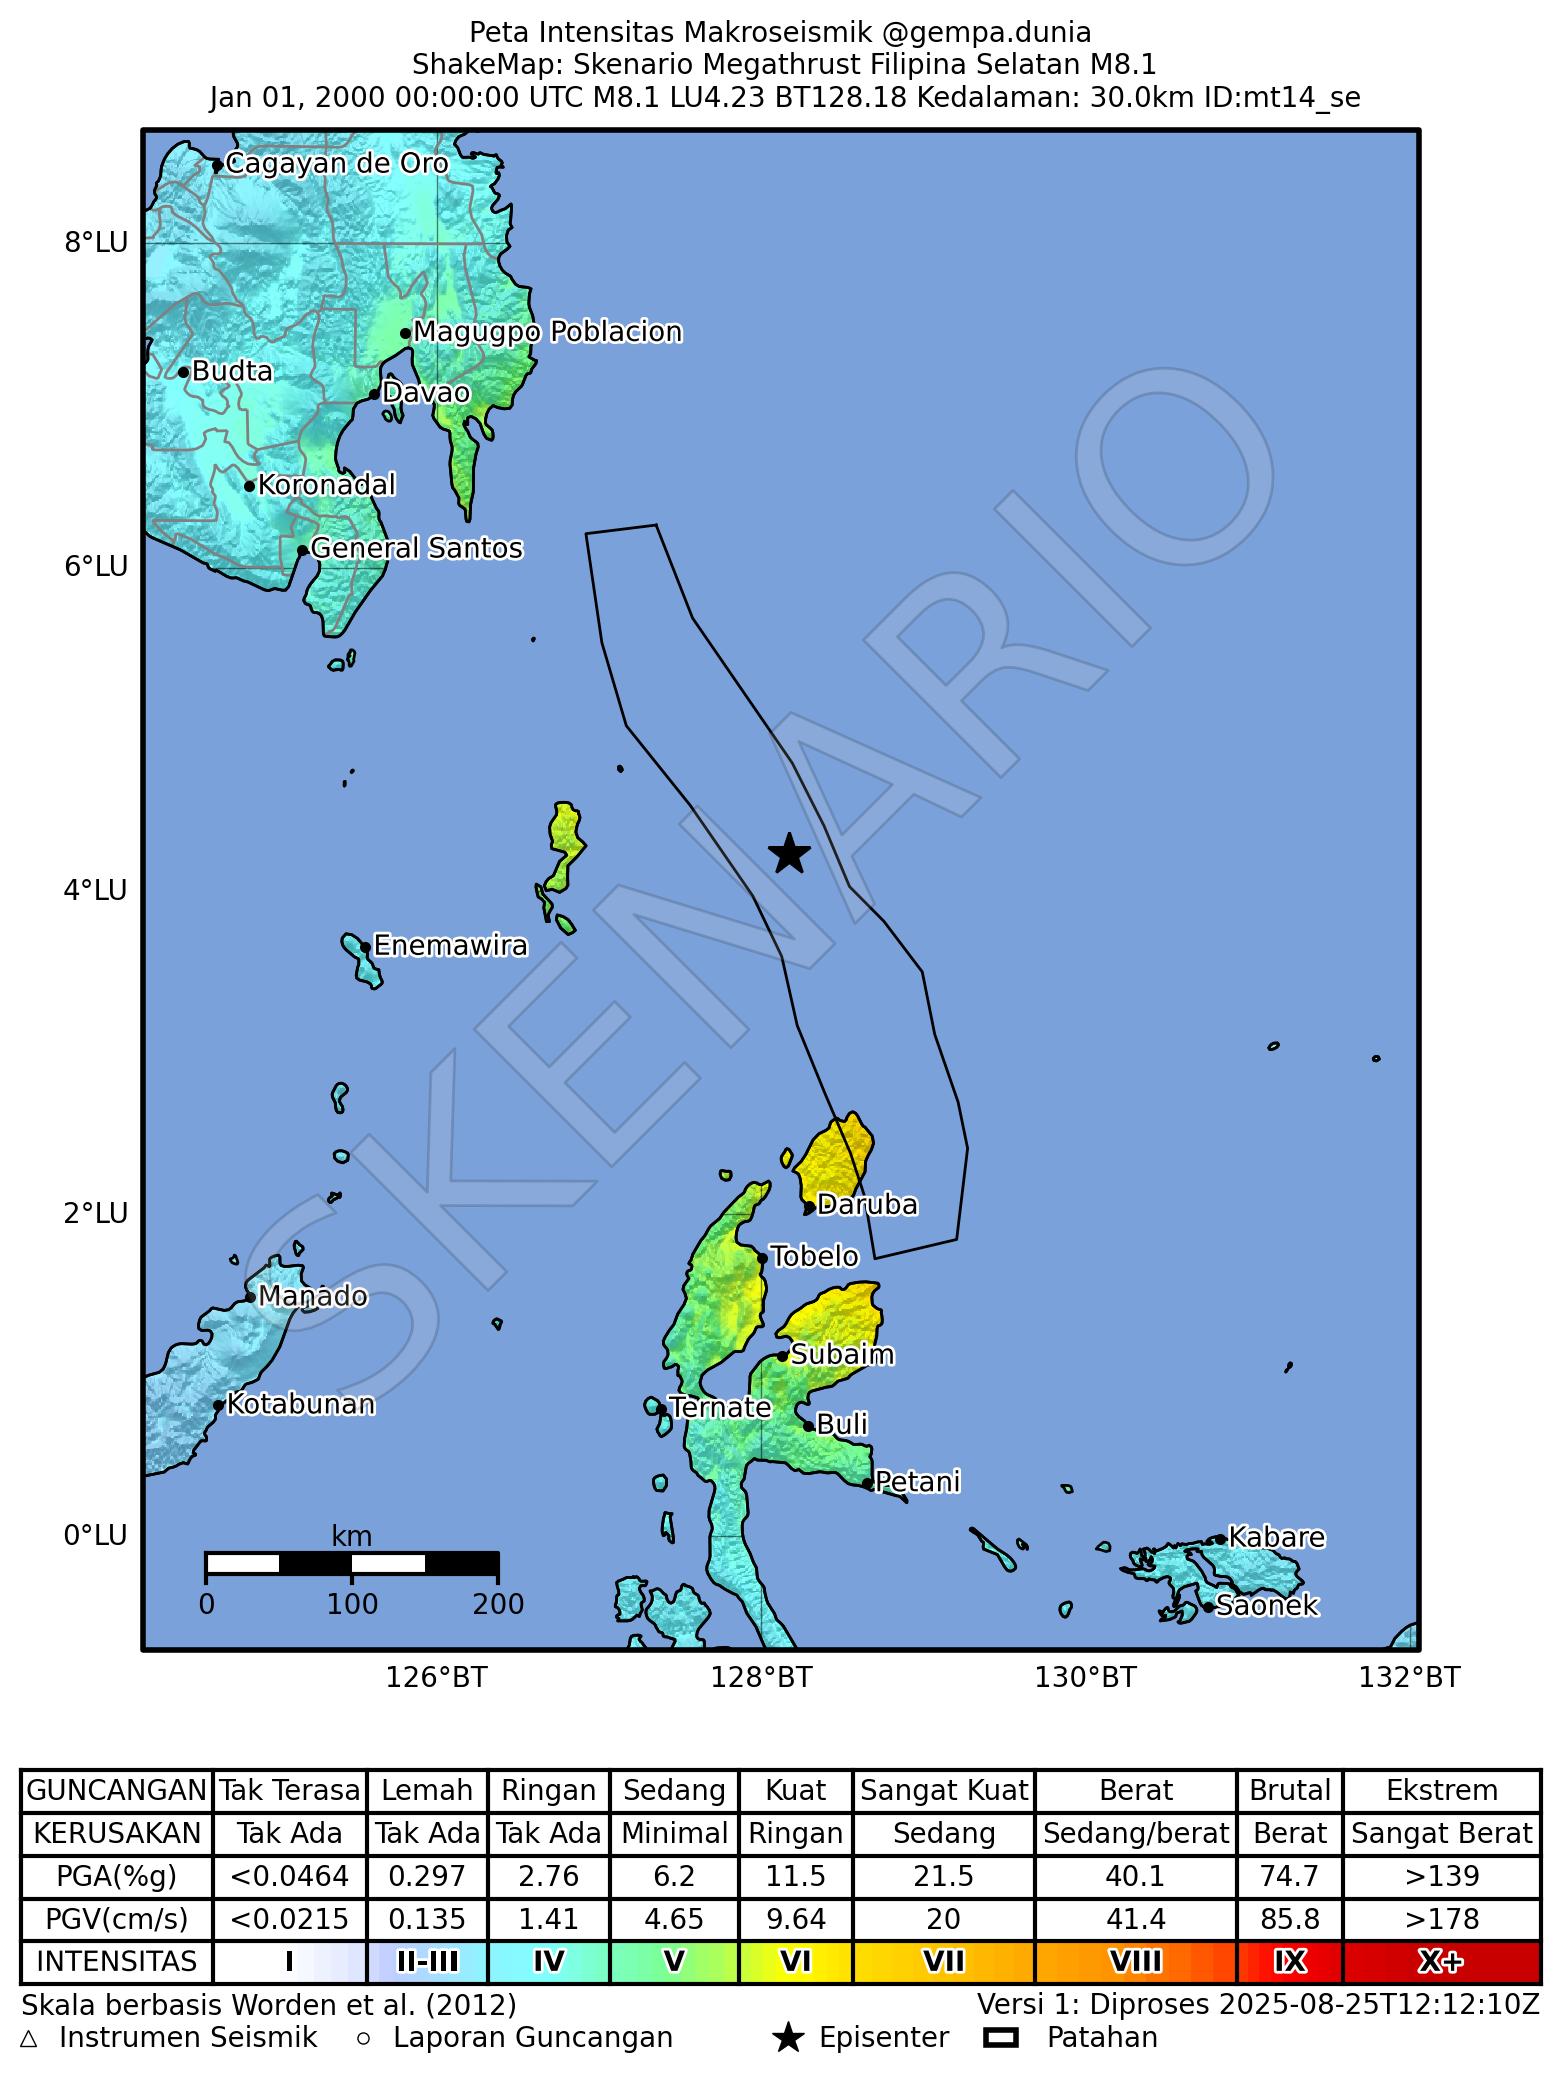 Peta Intensitas Makroseismik @gempa.dunia
ShakeMap: Skenario Megathrust Filipina Selatan M8.1
Jan 01, 2000 00:00:00 UTC M8.1 LU4.23 BT128.18 Kedalaman: 30.0km ID:mt14_se
Cagayan de Oro
8°LU
Magugpo Poblacion
Budta
Davao
Koronadal
General Santos
6°LU
SKENARIO
4°LU
Enemawira
Daruba
2°LU
Tobelo
Manado
Subaim
Kotabunan
Ternate
Buli
Petani
0°LU
km
Kabare
0 100 200
Saonek
126°BT 128°BT 130°BT 132°BT
GUNCANGAN Tak Terasa Lemah Ringan Sedang Kuat Sangat Kuat Berat Brutal Ekstrem
KERUSAKAN Tak Ada Tak Ada Tak Ada Minimal Ringan Sedang Sedang/berat Berat Sangat Berat
PGA(%g) <0.0464 0.297 2.76 6.2 11.5 21.5 40.1 74.7 >139
PGV(cm/s) <0.0215 0.135 1.41 4.65 9.64 20 41.4 85.8 >178
INTENSITAS I II-III IV V VI VII VIII IX X+
Skala berbasis Worden et al. (2012) Versi 1: Diproses 2025-08-25T12:12:10Z
Instrumen Seismik Laporan Guncangan Episenter Patahan